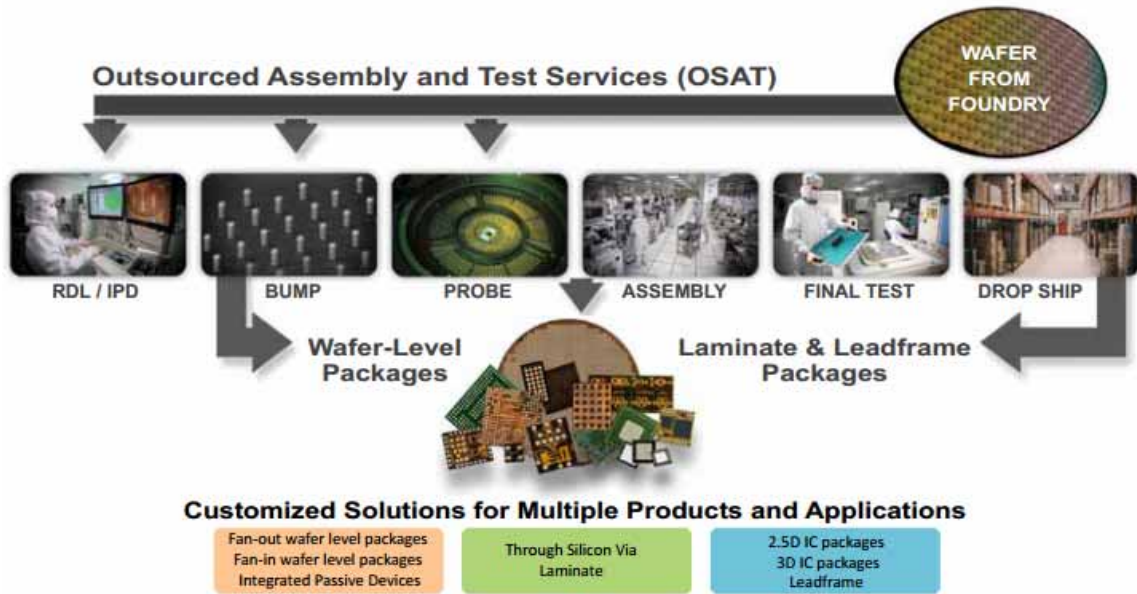 Outsourced Assembly and Test Services (OSAT)
WAFER
FROM
FOUNDRY
RDL / IPD
BUMP
PROBE
ASSEMBLY
FINAL TEST
DROP SHIP
Wafer-Level
Packages
Laminate & Leadframe
Packages
Customized Solutions for Multiple Products and Applications
Fan-out wafer level packages
Fan-in wafer level packages
Integrated Passive Devices
Through Silicon Via
Laminate
2.5D IC packages
3D IC packages
Leadframe